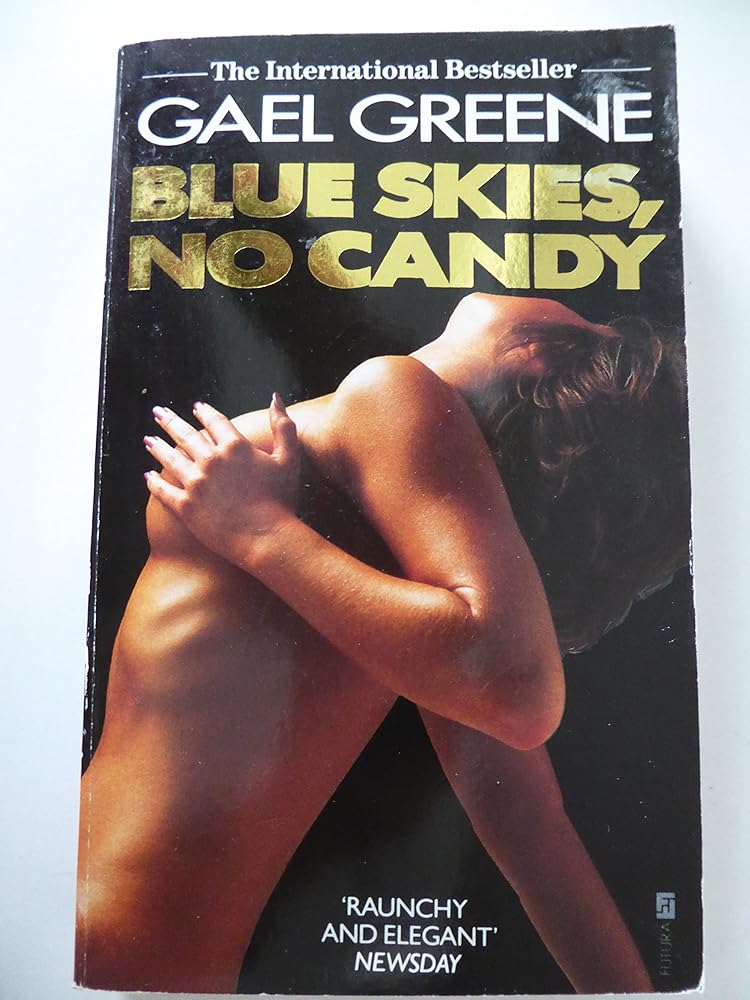 The International Bestseller
GAEL GREENE
BLUE SKIES,
NO CANDY
'RAUNCHY
AND ELEGANT'
NEWSDAY
FUTURA